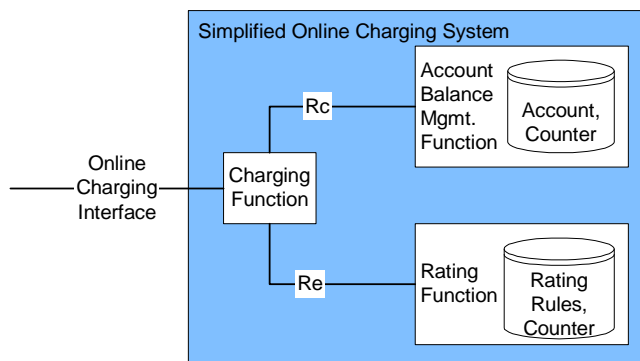 Simplified Online Charging System
Account
Balance
Mgmt.
Function
Account,
Counter
Rc
Online
Charging
Interface
Charging
Function
Re
Rating
Function
Rating
Rules,
Counter